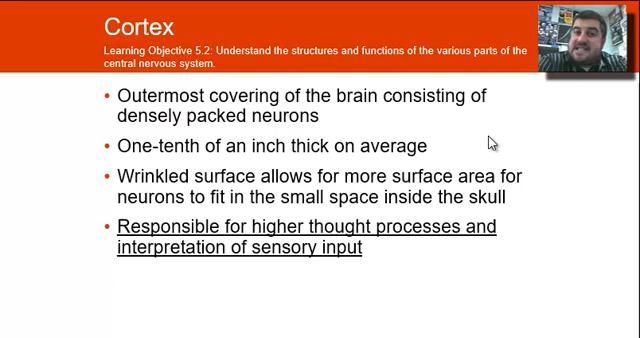 Cortex
Learning Objective 5.2: Understand the structures and functions of the various parts of the
central nervous system.
• Outermost covering of the brain consisting of
densely packed neurons
• One-tenth of an inch thick on average
• Wrinkled surface allows for more surface area for
neurons to fit in the small space inside the skull
• Responsible for higher thought processes and
interpretation of sensory input